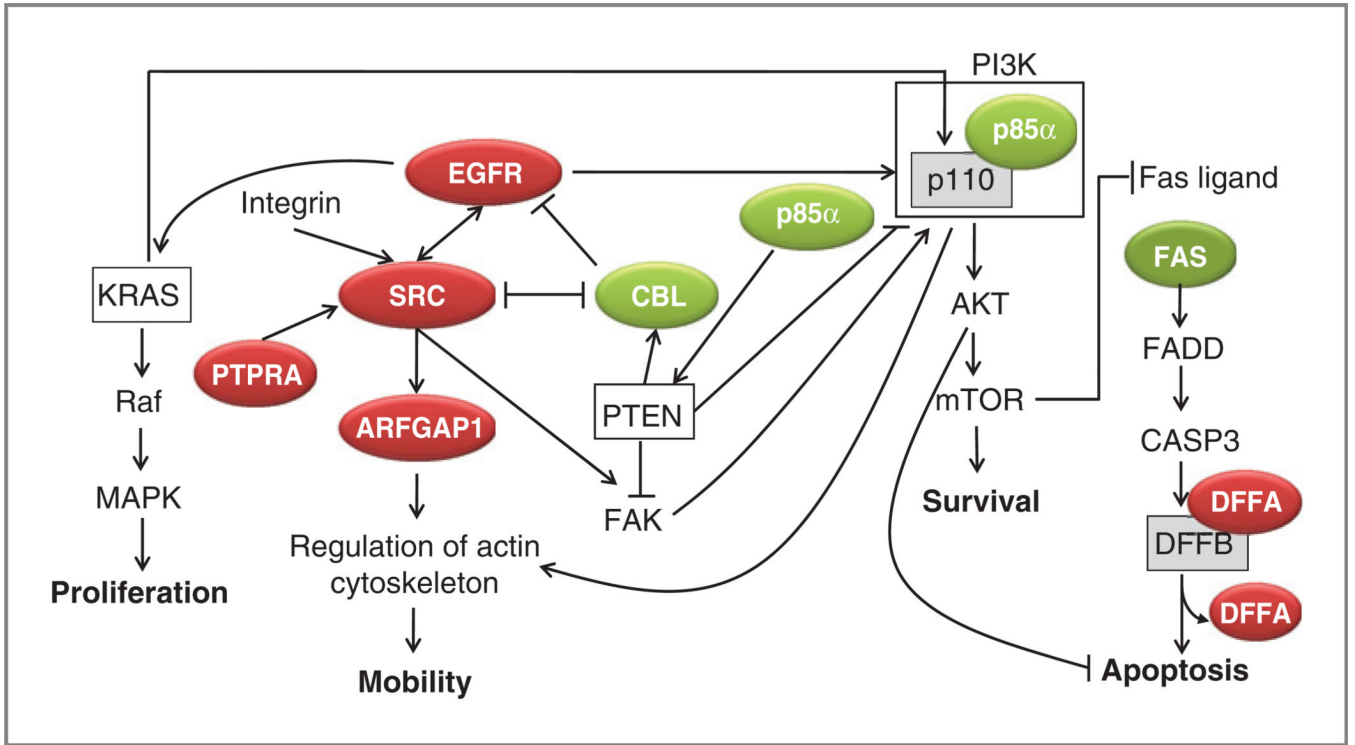 PI3K
p85α
p110
EGFR
Fas ligand
Integrin
p85α
FAS
KRAS
SRC
CBL
AKT
FADD
PTPRA
Raf
ARFGAP1
PTEN
mTOR
CASP3
MAPK
FAK
Survival
DFFA
DFFB
Regulation of actin
cytoskeleton
Proliferation
DFFA
Mobility
Apoptosis